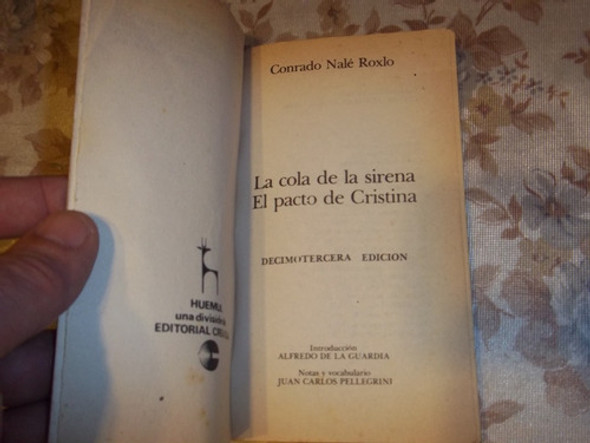 HUEMUL
una división
EDITORIAL
Conrado Nalé Roxlo
La cola de la sirena
El pacto de Cristina
DECIMOTERCERA EDICION
Introducción
ALFREDO DE LA GUARDIA
Notas y vocabulario
JUAN CARLOS PELLEGRINI